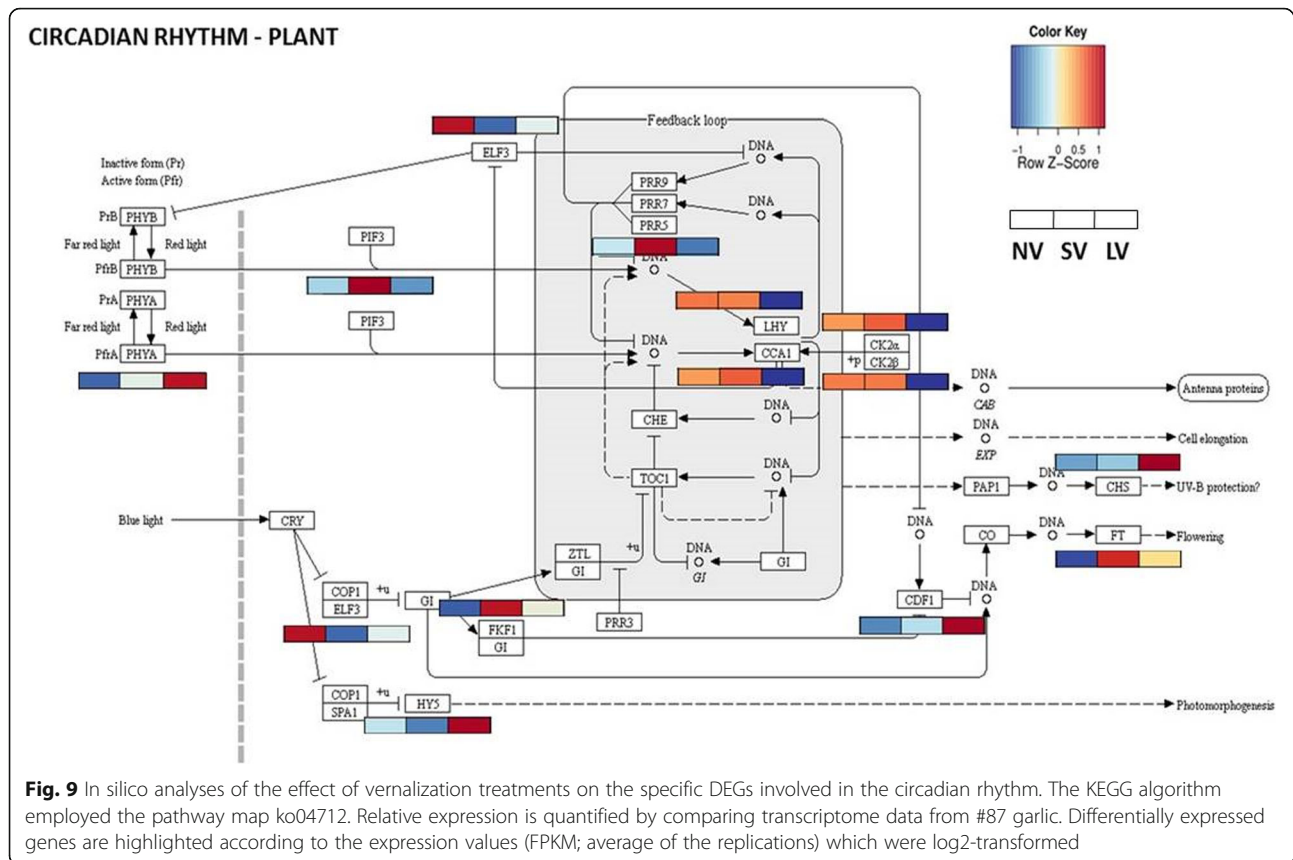 CIRCADIAN RHYTHM - PLANT
Color Key
-1 0 0.5 1
Row Z-Score
NV SV LV
Feedback loop
Inactive form (Pr)
Active form (Pfr)
ELF3
DNA
PRR9
PRR7
PRR5
DNA
PrB PHYB
Far red light
Red light
PfrB PHYB
PIF3
DNA
PrA PHYA
Far red light
Red light
PfrA PHYA
PIF3
DNA
LHY
CCA1
+p
CK2α
CK2β
DNA
CAB
Antenna proteins
CHE
DNA
DNA
EXP
Cell elongation
TOC1
DNA
PAP1
DNA
CHS
UV-B protection?
Blue light
CRY
DNA
CO
DNA
FT
Flowering
ZTL
GI
+u
DNA
GI
GI
COP1
ELF3
+u
GI
FKF1
GI
PRR3
CDF1
DNA
COP1
SPA1
+u
HY5
Photomorphogenesis
Fig. 9 In silico analyses of the effect of vernalization treatments on the specific DEGs involved in the circadian rhythm. The KEGG algorithm
employed the pathway map ko04712. Relative expression is quantified by comparing transcriptome data from #87 garlic. Differentially expressed
genes are highlighted according to the expression values (FPKM; average of the replications) which were log2-transformed